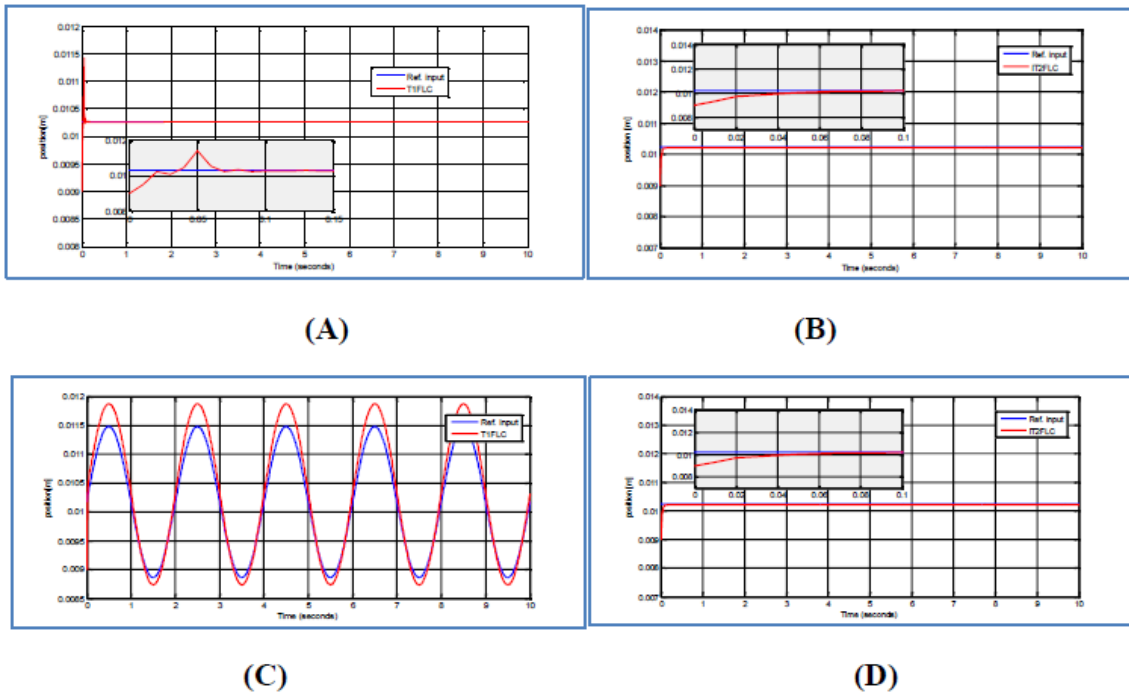 0.012
0.0115
0.011
0.0105
0.01
0.0095
0.009
0.0085
0.008
position[m]
Ref. input
T1FLC
0.012
0.01
0.008
0 0.05 0.1 0.15
0 1 2 3 4 5 6 7 8 9 10
Time (seconds)
(A)
0.014
0.013
0.012
0.011
0.01
0.009
0.008
0.007
position [m]
Ref. input
IT2FLC
0.014
0.012
0.01
0.008
0 0.02 0.04 0.06 0.08 0.1
0 1 2 3 4 5 6 7 8 9 10
Time (seconds)
(B)
0.012
0.0115
0.011
0.0105
0.01
0.0095
0.009
0.0085
position[m]
Ref. input
T1FLC
0 1 2 3 4 5 6 7 8 9 10
Time (seconds)
(C)
0.014
0.013
0.012
0.011
0.01
0.009
0.008
0.007
position [m]
Ref. input
IT2FLC
0.014
0.012
0.01
0.008
0 0.02 0.04 0.06 0.08 0.1
0 1 2 3 4 5 6 7 8 9 10
Time (seconds)
(D)